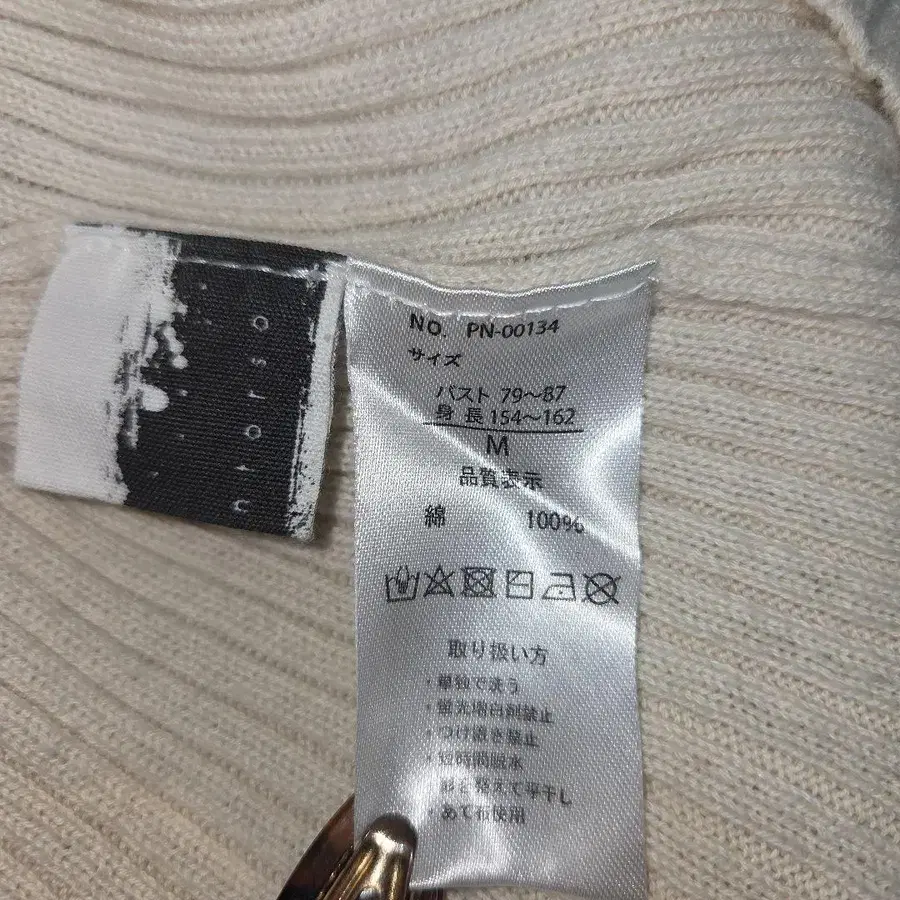 ntorso
NO. PN-00134
サイズ
バスト 79～87
身 長 154～162
M
品質表示
綿 100%
取り扱い方
・単独で洗う
・蛍光増白剤禁止
・つけ置き禁止
・短時間脱水
・形を整えて平干し
・あて布使用